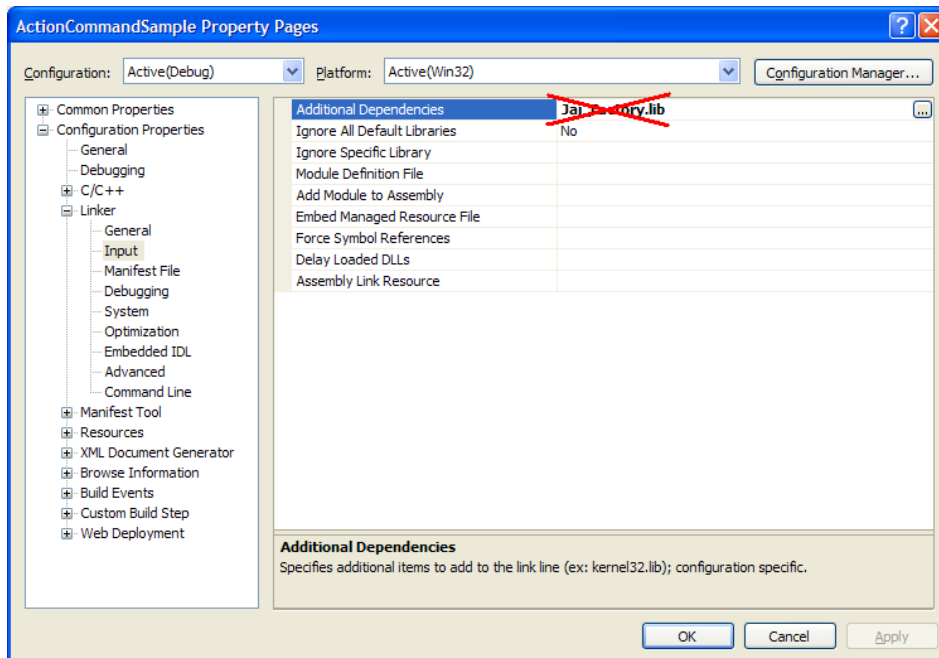 ActionCommandSample Property Pages
Configuration: Active(Debug) Platform: Active(Win32) Configuration Manager...
Common Properties
Configuration Properties
General
Debugging
C/C++
Linker
General
Input
Manifest File
Debugging
System
Optimization
Embedded IDL
Advanced
Command Line
Manifest Tool
Resources
XML Document Generator
Browse Information
Build Events
Custom Build Step
Web Deployment
Additional Dependencies Jai_Factory.lib ...
Ignore All Default Libraries No
Ignore Specific Library
Module Definition File
Add Module to Assembly
Embed Managed Resource File
Force Symbol References
Delay Loaded DLLs
Assembly Link Resource
Additional Dependencies
Specifies additional items to add to the link line (ex: kernel32.lib); configuration specific.
OK Cancel Apply